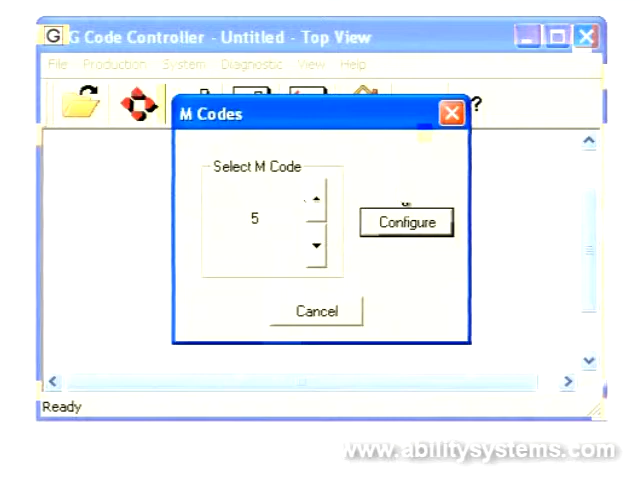 G G Code Controller - Untitled - Top View
File Production System Diagnostic View Help
?
M Codes
Select M Code
5
Configure
Cancel
Ready
www.abilitysystems.com